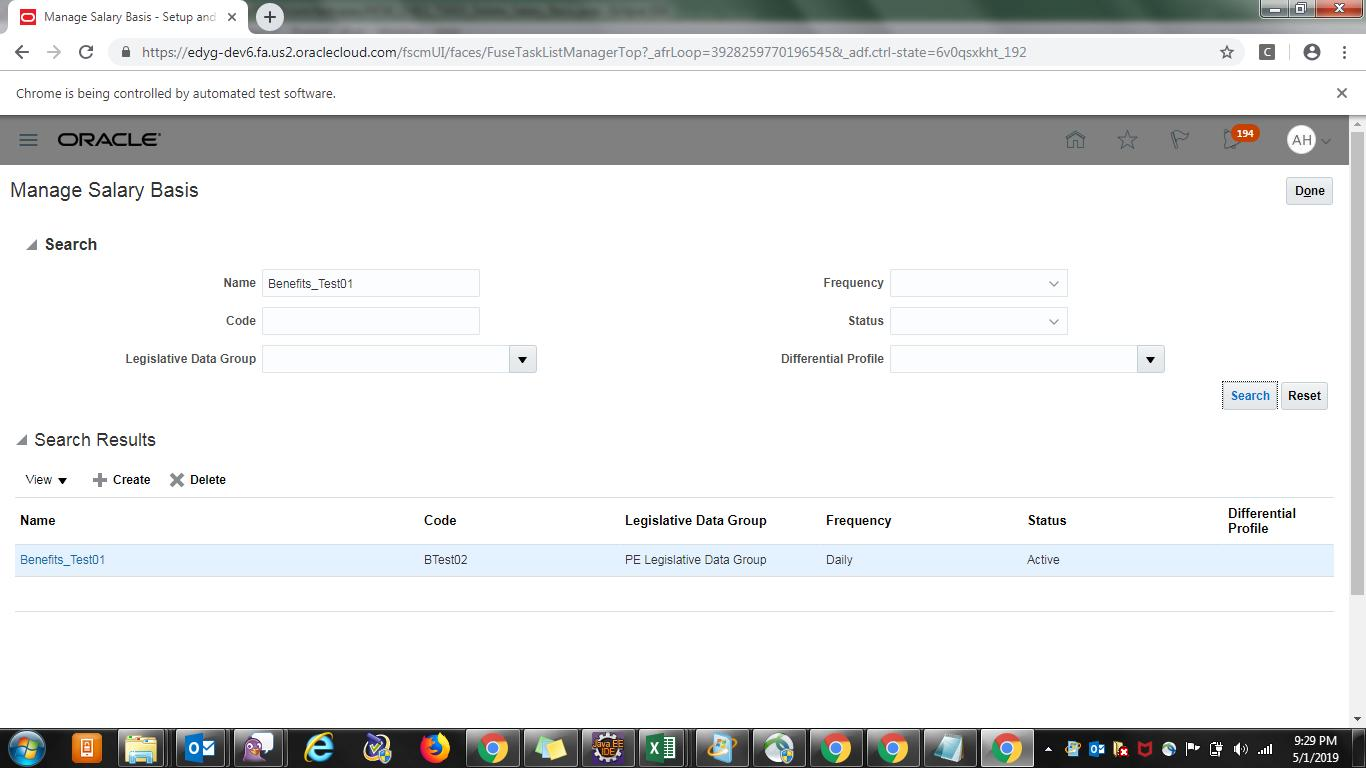 Manage Salary Basis - Setup and
https://edyg-dev6.fa.us2.oraclecloud.com/fscmUI/faces/FuseTaskListManagerTop?_afrLoop=3928259770196545&_adf.ctrl-state=6v0qsxkht_192
C
Chrome is being controlled by automated test software.
ORACLE
194
AH
Manage Salary Basis
Done
Search
Name Benefits_Test01 Frequency
Code Status
Legislative Data Group Differential Profile
Search Reset
Search Results
View Create Delete
Name Code Legislative Data Group Frequency Status Differential Profile
Benefits_Test01 BTest02 PE Legislative Data Group Daily Active
Java EE
IDE
9:29 PM
5/1/2019